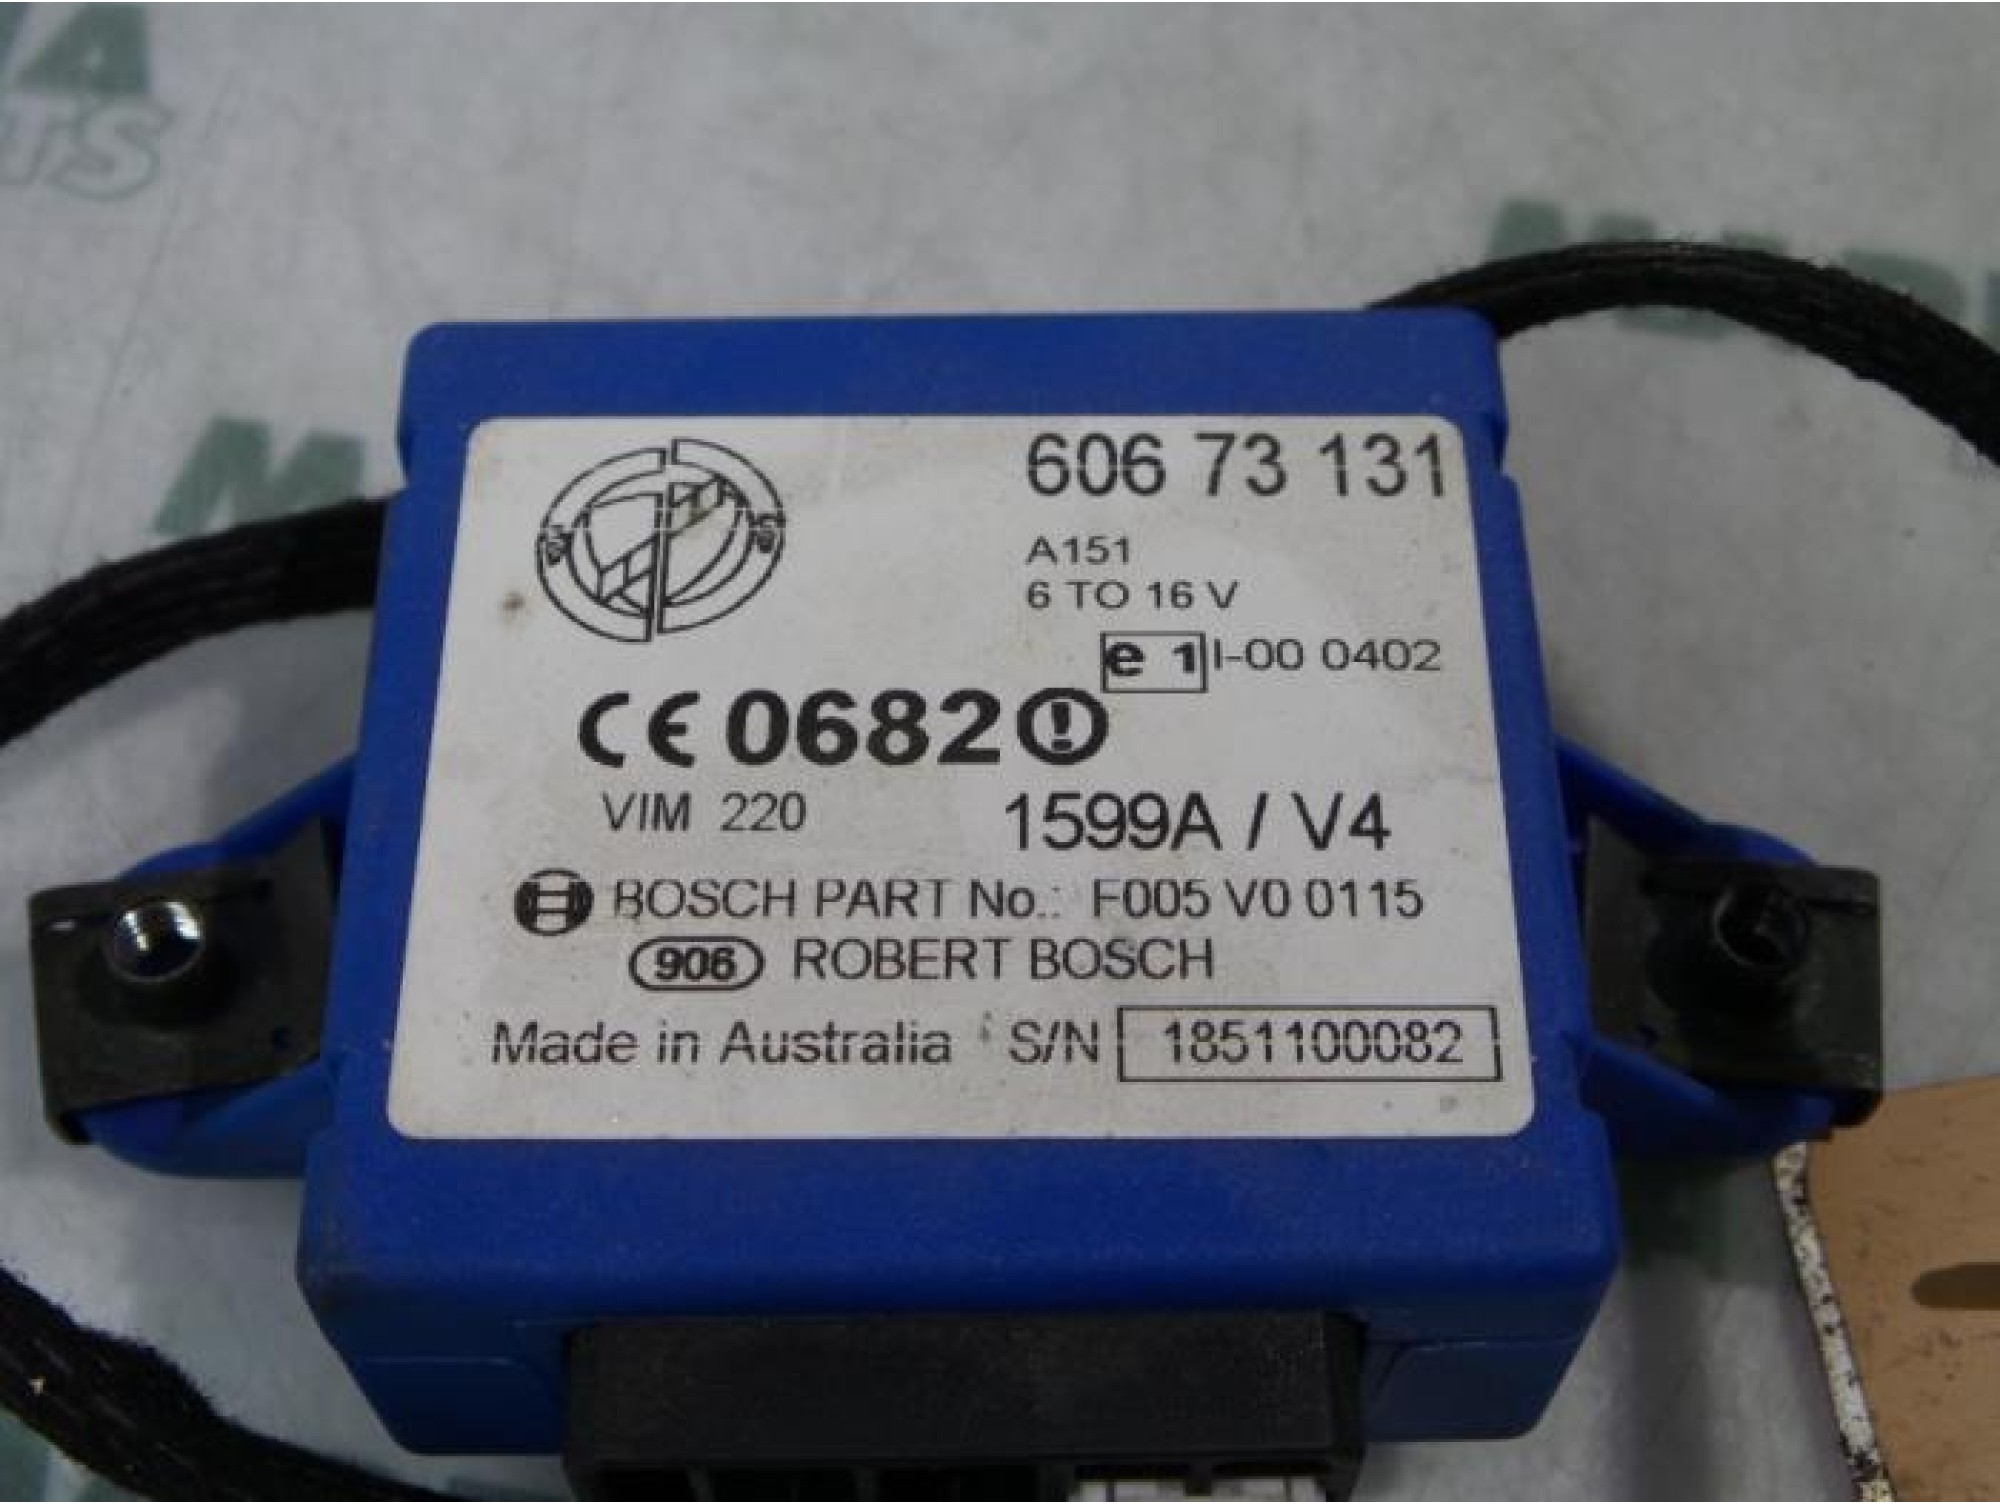 606 73 131
A151
6 TO 16 V
e 1 I-00 0402
CE 0682 !
VIM 220 1599A / V4
BOSCH PART No.: F005 V0 0115
906 ROBERT BOSCH
Made in Australia S/N 1851100082